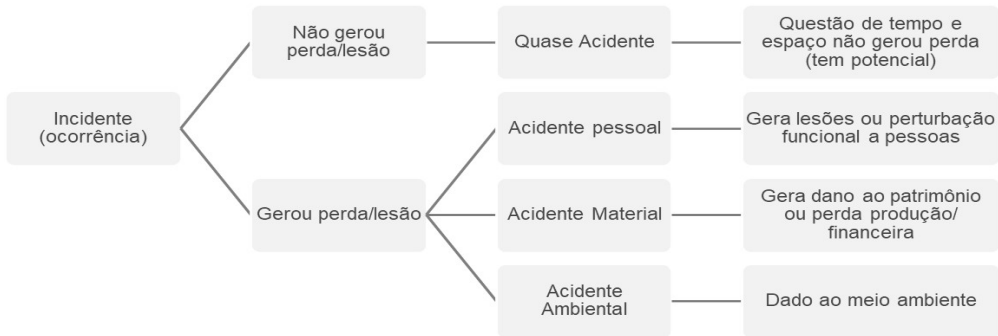 Incidente
(ocorrência)
Não gerou
perda/lesão
Quase Acidente
Questão de tempo e
espaço não gerou perda
(tem potencial)
Gerou perda/lesão
Acidente pessoal
Gera lesões ou perturbação
funcional a pessoas
Acidente Material
Gera dano ao patrimônio
ou perda produção/
financeira
Acidente
Ambiental
Dado ao meio ambiente